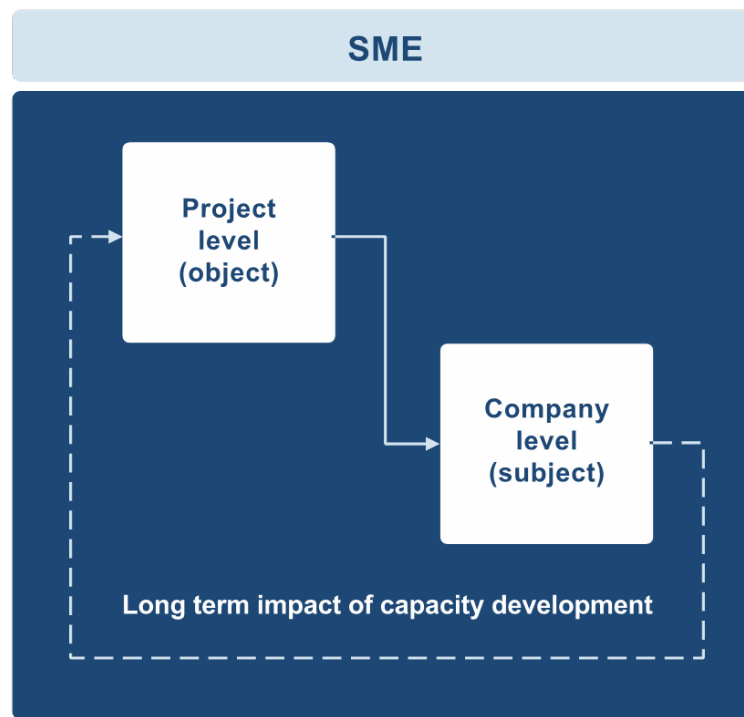 SME
Project
level
(object)
Company
level
(subject)
Long term impact of capacity development